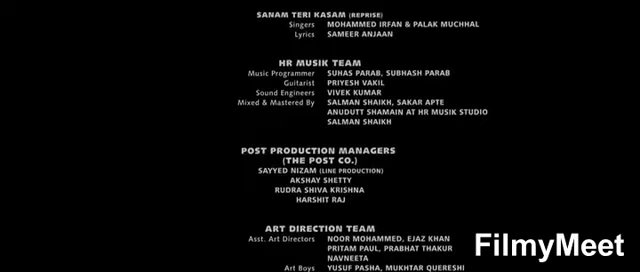 SANAM TERI KASAM (REPRISE)
Singers MOHAMMED IRFAN & PALAK MUCHHAL
Lyrics SAMEER ANJAAN
HR MUSIK TEAM
Music Programmer SUHAS PARAB, SUBHASH PARAB
Guitarist PRIYESH VAKIL
Sound Engineers VIVEK KUMAR
Mixed & Mastered By SALMAN SHAIKH, SAKAR APTE
ANUDUTT SHAMAIN AT HR MUSIK STUDIO
SALMAN SHAIKH
POST PRODUCTION MANAGERS
(THE POST CO.)
SAYYED NIZAM (LINE PRODUCTION)
AKSHAY SHETTY
RUDRA SHIVA KRISHNA
HARSHIT RAJ
ART DIRECTION TEAM
Asst. Art Directors NOOR MOHAMMED, EJAZ KHAN
PRITAM PAUL, PRABHAT THAKUR
NAVNEETA
Art Boys YUSUF PASHA, MUKHTAR QUERESHI
FilmyMeet